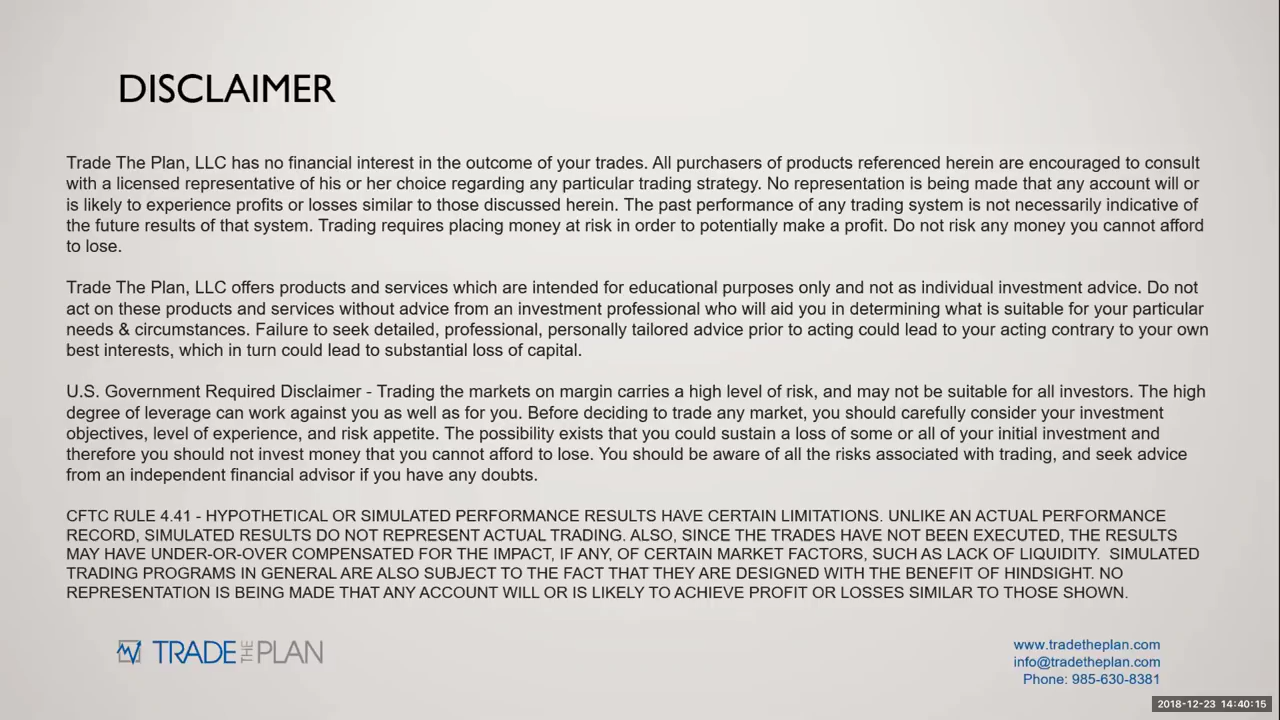 DISCLAIMER
Trade The Plan, LLC has no financial interest in the outcome of your trades. All purchasers of products referenced herein are encouraged to consult
with a licensed representative of his or her choice regarding any particular trading strategy. No representation is being made that any account will or
is likely to experience profits or losses similar to those discussed herein. The past performance of any trading system is not necessarily indicative of
the future results of that system. Trading requires placing money at risk in order to potentially make a profit. Do not risk any money you cannot afford
to lose.
Trade The Plan, LLC offers products and services which are intended for educational purposes only and not as individual investment advice. Do not
act on these products and services without advice from an investment professional who will aid you in determining what is suitable for your particular
needs & circumstances. Failure to seek detailed, professional, personally tailored advice prior to acting could lead to your acting contrary to your own
best interests, which in turn could lead to substantial loss of capital.
U.S. Government Required Disclaimer - Trading the markets on margin carries a high level of risk, and may not be suitable for all investors. The high
degree of leverage can work against you as well as for you. Before deciding to trade any market, you should carefully consider your investment
objectives, level of experience, and risk appetite. The possibility exists that you could sustain a loss of some or all of your initial investment and
therefore you should not invest money that you cannot afford to lose. You should be aware of all the risks associated with trading, and seek advice
from an independent financial advisor if you have any doubts.
CFTC RULE 4.41 - HYPOTHETICAL OR SIMULATED PERFORMANCE RESULTS HAVE CERTAIN LIMITATIONS. UNLIKE AN ACTUAL PERFORMANCE
RECORD, SIMULATED RESULTS DO NOT REPRESENT ACTUAL TRADING. ALSO, SINCE THE TRADES HAVE NOT BEEN EXECUTED, THE RESULTS
MAY HAVE UNDER-OR-OVER COMPENSATED FOR THE IMPACT, IF ANY, OF CERTAIN MARKET FACTORS, SUCH AS LACK OF LIQUIDITY. SIMULATED
TRADING PROGRAMS IN GENERAL ARE ALSO SUBJECT TO THE FACT THAT THEY ARE DESIGNED WITH THE BENEFIT OF HINDSIGHT. NO
REPRESENTATION IS BEING MADE THAT ANY ACCOUNT WILL OR IS LIKELY TO ACHIEVE PROFIT OR LOSSES SIMILAR TO THOSE SHOWN.
TRADE THE PLAN
www.tradetheplan.com
info@tradetheplan.com
Phone: 985-630-8381
2018-12-23 14:40:15